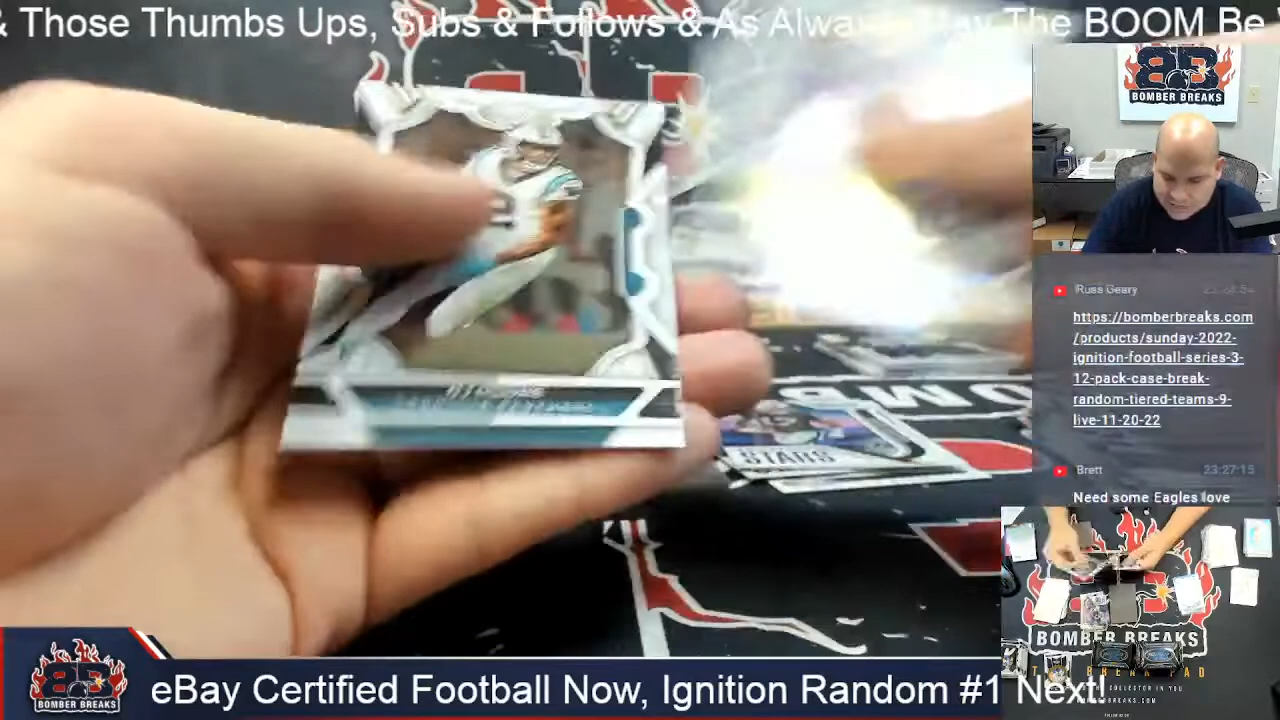 & Those Thumbs Ups, Subs & Follows & As Always May The BOOM Be
BOMBER BREAKS
Russ Geary
https://bomberbreaks.com
/products/sunday-2022-
ignition-football-series-3-
12-pack-case-break-
random-tiered-teams-9-
live-11-20-22
Brett 23:27:15
Need some Eagles love
STARS
BOMBER BREAKS
BOMBER BREAKS
eBay Certified Football Now, Ignition Random #1 Next!